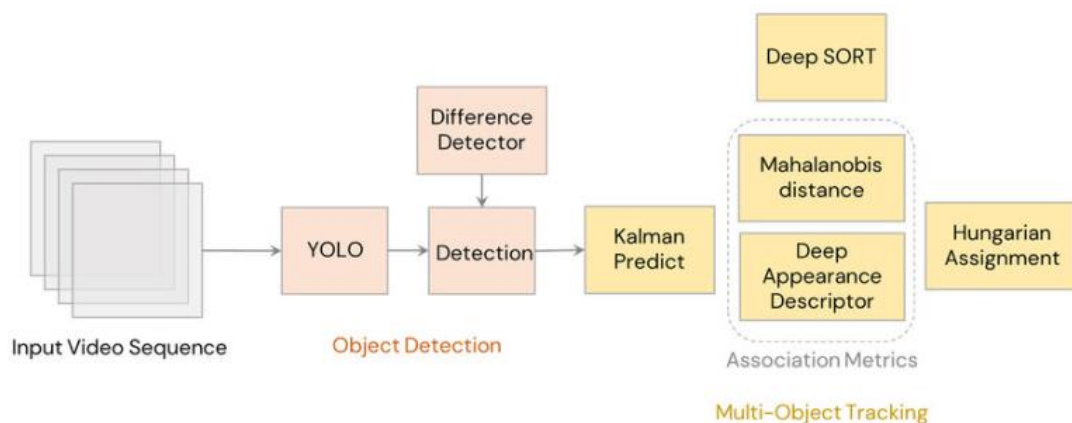 Deep SORT
Difference
Detector
Mahalanobis
distance
YOLO
Detection
Kalman
Predict
Deep
Appearance
Descriptor
Hungarian
Assignment
Input Video Sequence
Object Detection
Association Metrics
Multi-Object Tracking